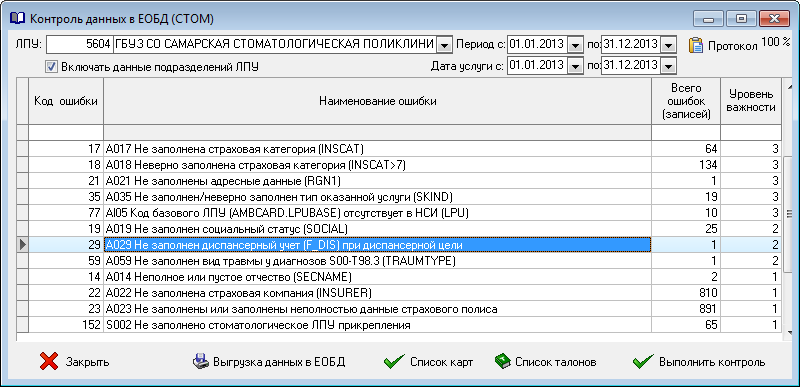 Контроль данных в ЕОБД (СТОМ)
ЛПУ: 5604 ГБУЗ СО САМАРСКАЯ СТОМАТОЛОГИЧЕСКАЯ ПОЛИКЛИНИ Период с: 01.01.2013 по: 31.12.2013 Протокол 100 %
Включать данные подразделений ЛПУ Дата услуги с: 01.01.2013 по: 31.12.2013
Код ошибки Наименование ошибки Всего ошибок (записей) Уровень важности
17 A017 Не заполнена страховая категория (INSCAT) 64 3
18 A018 Неверно заполнена страховая категория (INSCAT>7) 134 3
21 A021 Не заполнены адресные данные (RGN1) 1 3
35 A035 Не заполнен/неверно заполнен тип оказанной услуги (SKIND) 19 3
77 AI05 Код базового ЛПУ (AMBCARD.LPUBASE) отсутствует в НСИ (LPU) 10 3
19 A019 Не заполнен социальный статус (SOCIAL) 25 2
29 A029 Не заполнен диспансерный учет (F_DIS) при диспансерной цели 1 2
59 A059 Не заполнен вид травмы у диагнозов S00-T98.3 (TRAUMTYPE) 1 2
14 A014 Неполное или пустое отчество (SECNAME) 2 1
22 A022 Не заполнена страховая компания (INSURER) 810 1
23 A023 Не заполнены или заполнены неполностью данные страхового полиса 891 1
152 S002 Не заполнено стоматологическое ЛПУ прикрепления 65 1
Закрыть Выгрузка данных в ЕОБД Список карт Список талонов Выполнить контроль